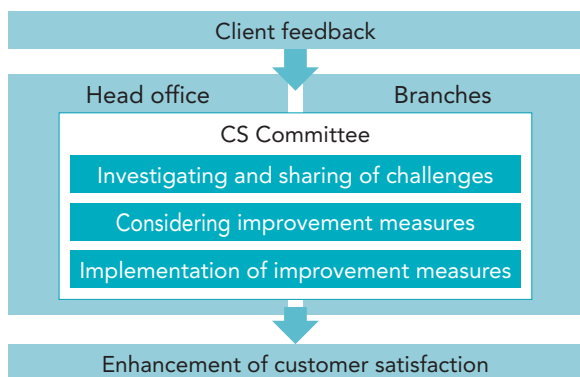 Client feedback
Head office
Branches
CS Committee
Investigating and sharing of challenges
Considering improvement measures
Implementation of improvement measures
Enhancement of customer satisfaction